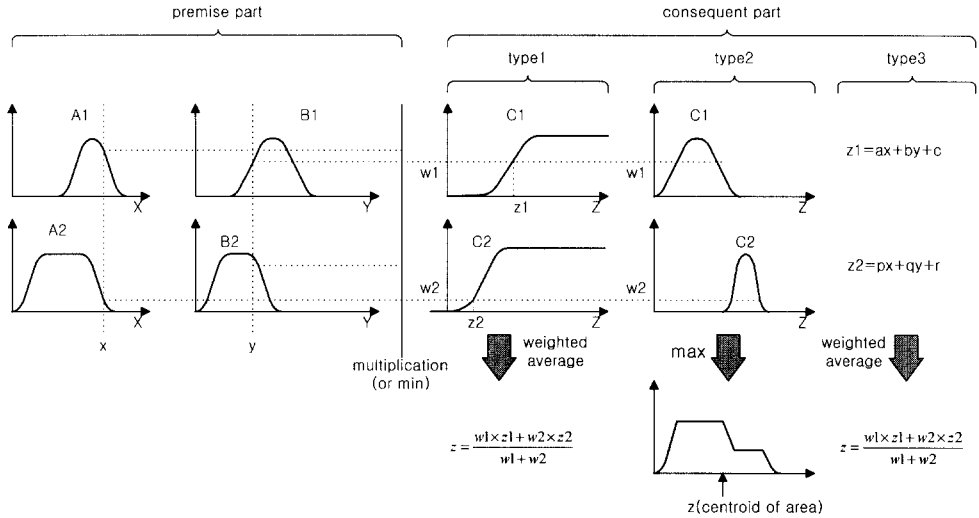 premise part
consequent part
type1
type2
type3
A1
B1
C1
C1
z1=ax+by+c
w1
w1
X
Y
z1
Z
Z
A2
B2
C2
C2
z2=px+qy+r
w2
w2
X
Y
z2
Z
Z
x
y
multiplication
(or min)
weighted
average
max
weighted
average
z = w1×z1+w2×z2
w1+w2
z = w1×z1+w2×z2
w1+w2
z(centroid of area)